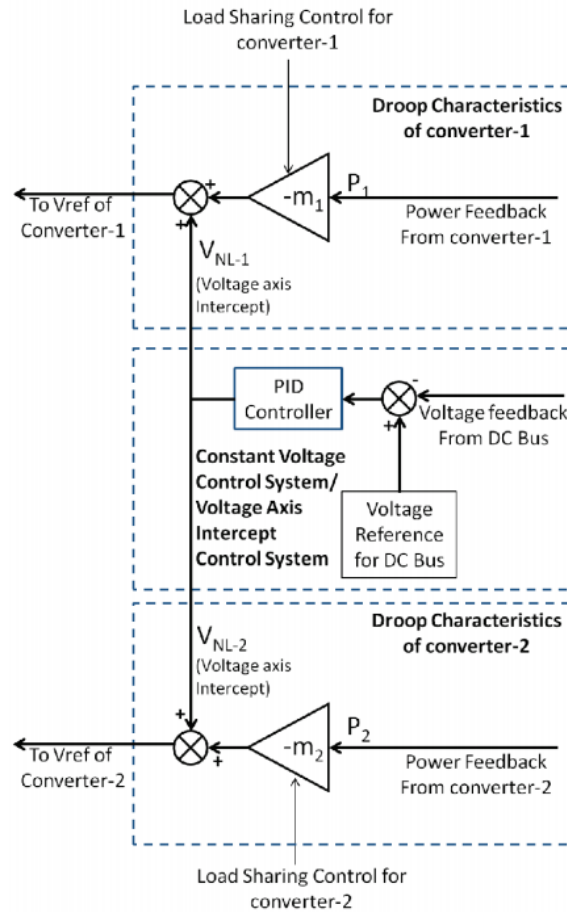 Load Sharing Control for
converter-1
Droop Characteristics
of converter-1
+
-m1
P1
To Vref of
Converter-1
+
Power Feedback
From converter-1
VNL-1
(Voltage axis
Intercept)
PID
Controller
-
+
Voltage feedback
From DC Bus
Constant Voltage
Control System/
Voltage Axis
Intercept
Control System
Voltage
Reference
for DC Bus
Droop Characteristics
of converter-2
VNL-2
(Voltage axis
Intercept)
+
-m2
P2
+
To Vref of
Converter-2
Power Feedback
From converter-2
Load Sharing Control for
converter-2